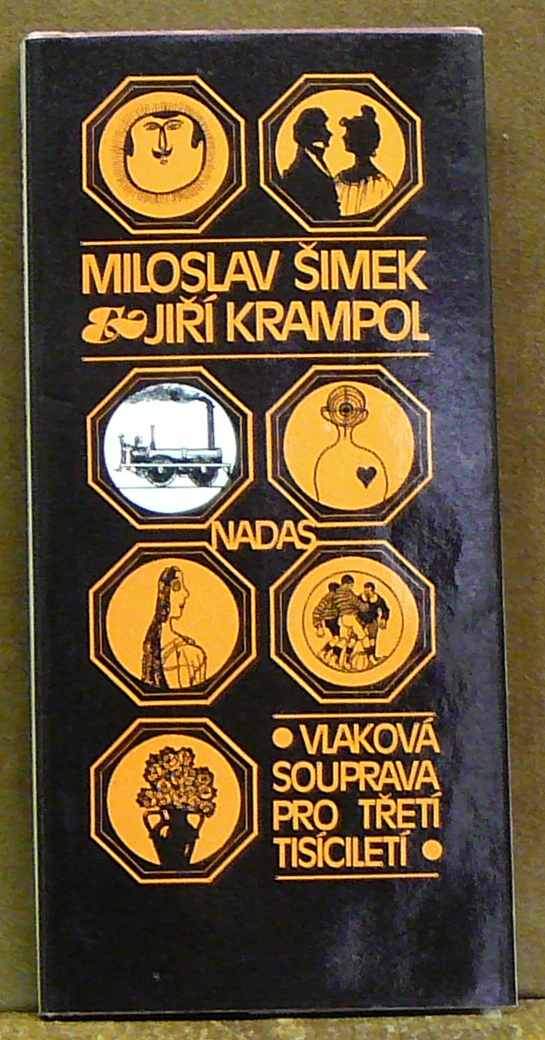 MILOSLAV ŠIMEK
& JIŘÍ KRAMPOL
NADAS
• VLAKOVÁ
SOUPRAVA
PRO TŘETÍ
TISÍCILETÍ •